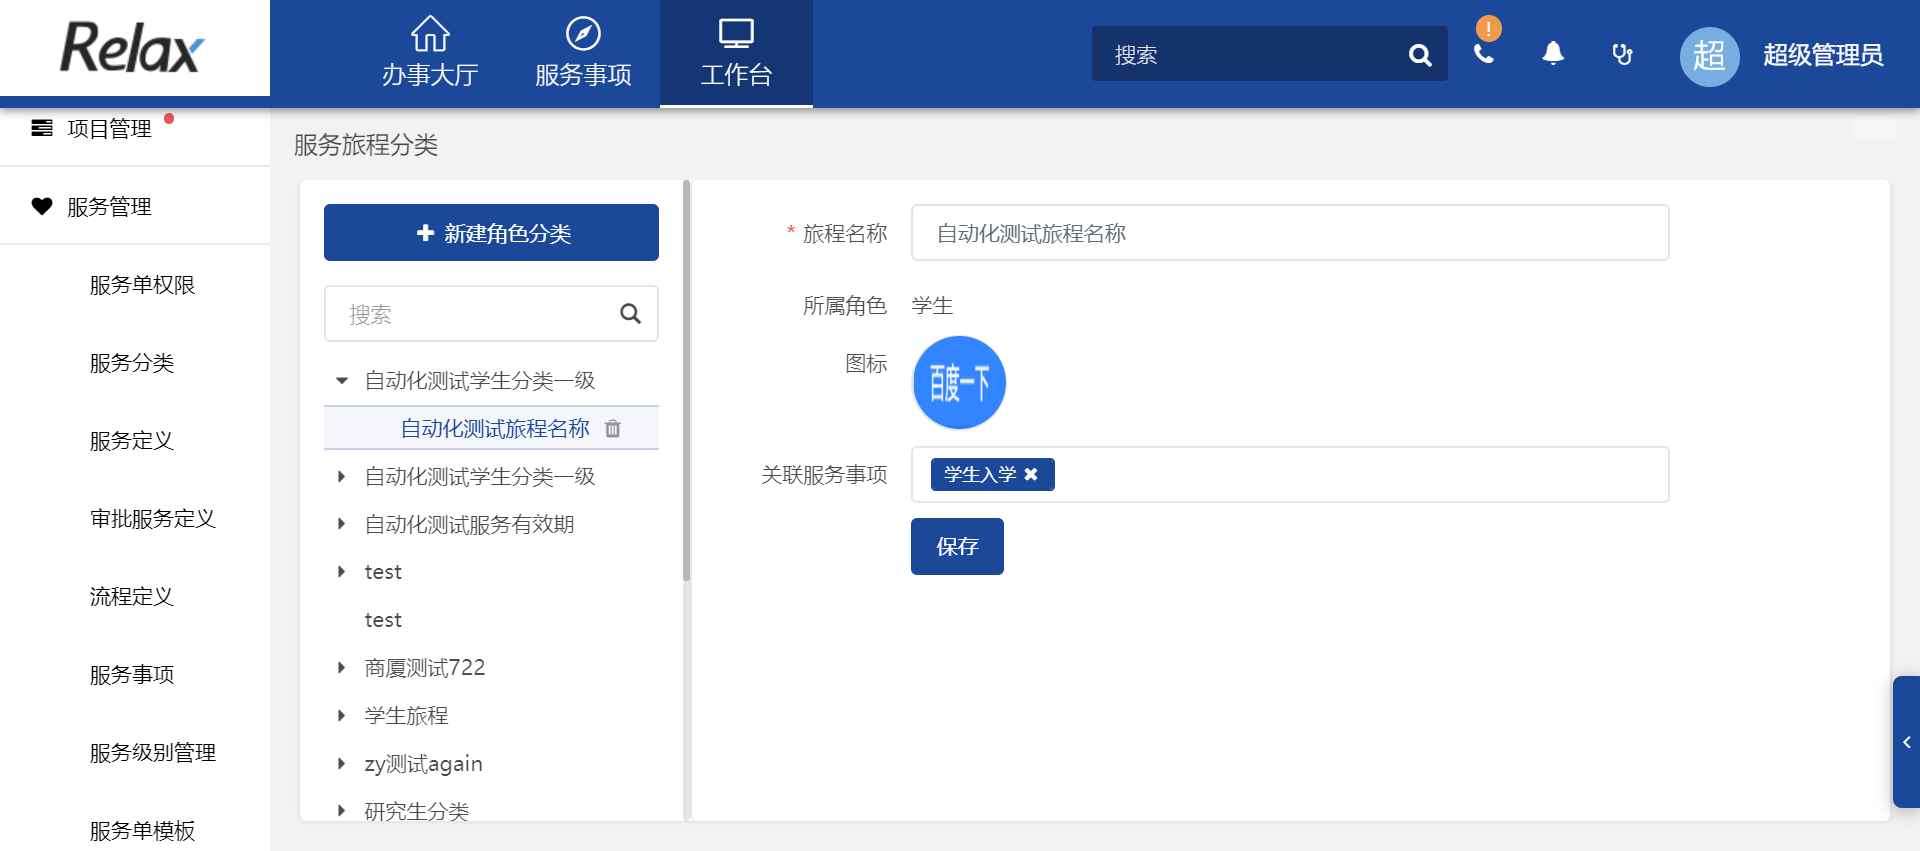 Relax
办事大厅
服务事项
工作台
搜索
!
超
超级管理员
项目管理
服务管理
服务单权限
服务分类
服务定义
审批服务定义
流程定义
服务事项
服务级别管理
服务单模板
服务旅程分类
新建角色分类
搜索
自动化测试学生分类一级
自动化测试旅程名称
自动化测试学生分类一级
自动化测试服务有效期
test
test
商厦测试722
学生旅程
zy测试again
研究生分类
* 旅程名称
自动化测试旅程名称
所属角色 学生
图标
百度一下
关联服务事项
学生入学
保存